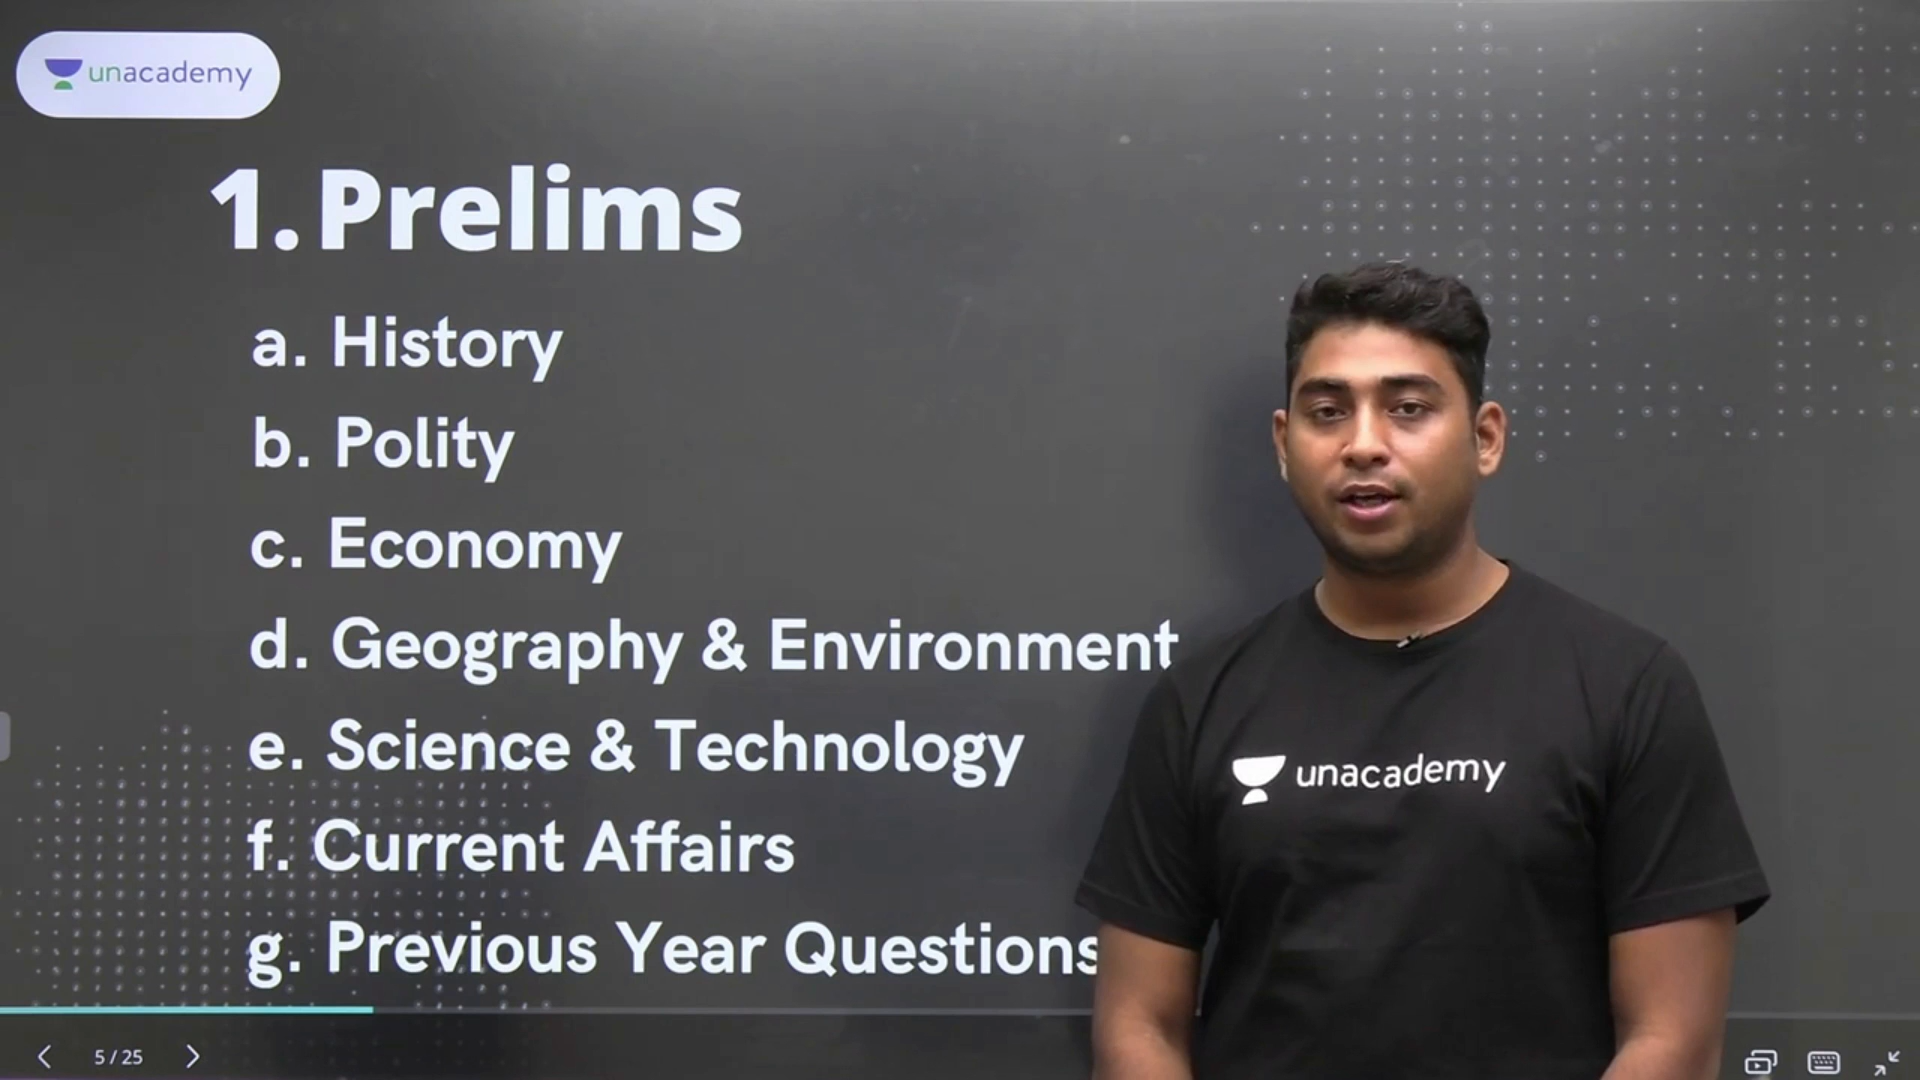 unacademy
1. Prelims
a. History
b. Polity
c. Economy
d. Geography & Environment
e. Science & Technology
f. Current Affairs
g. Previous Year Questions
unacademy
5 / 25